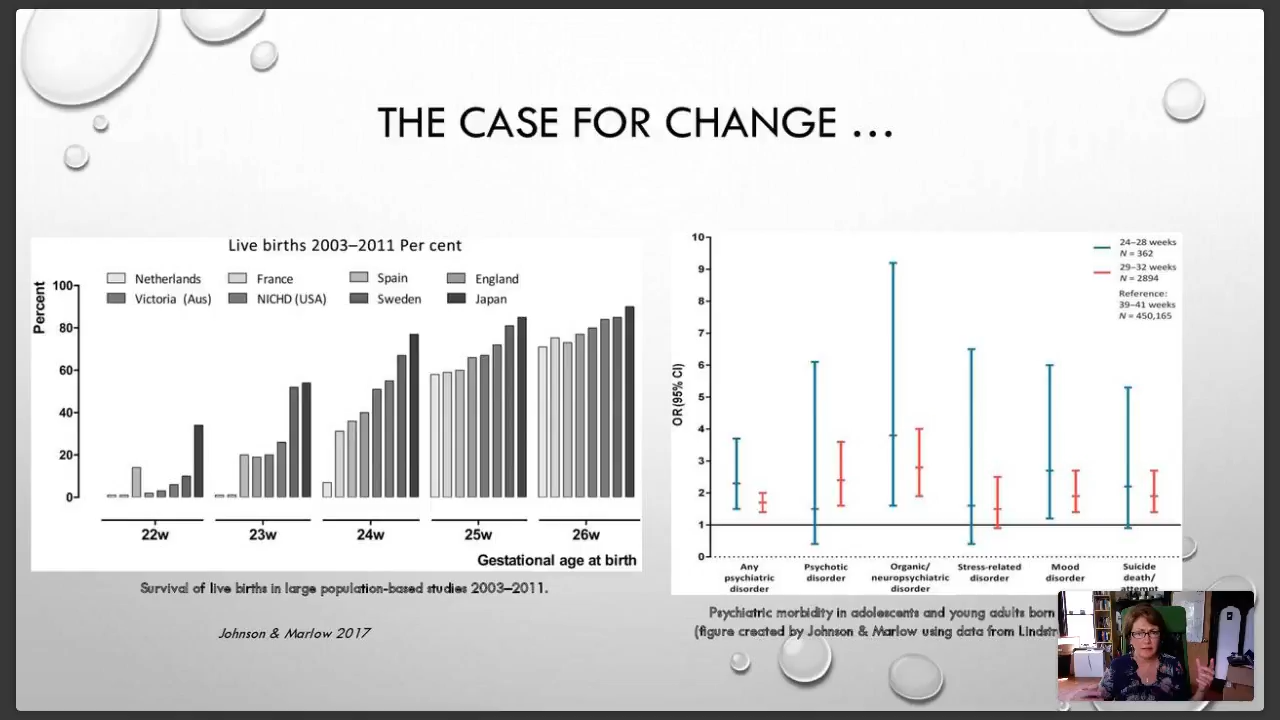 THE CASE FOR CHANGE ...
Live births 2003–2011 Per cent
Netherlands
France
Spain
England
Victoria (Aus)
NICHD (USA)
Sweden
Japan
Percent
100
80
60
40
20
0
22w
23w
24w
25w
26w
Gestational age at birth
Survival of live births in large population-based studies 2003–2011.
Johnson & Marlow 2017
10
9
8
7
6
5
4
3
2
1
0
OR (95% CI)
24–28 weeks
N = 362
29–32 weeks
N = 2894
Reference:
39–41 weeks
N = 450,165
Any
psychiatric
disorder
Psychotic
disorder
Organic/
neuropsychiatric
disorder
Stress-related
disorder
Mood
disorder
Suicide
death/
attempt
Psychiatric morbidity in adolescents and young adults born
(figure created by Johnson & Marlow using data from